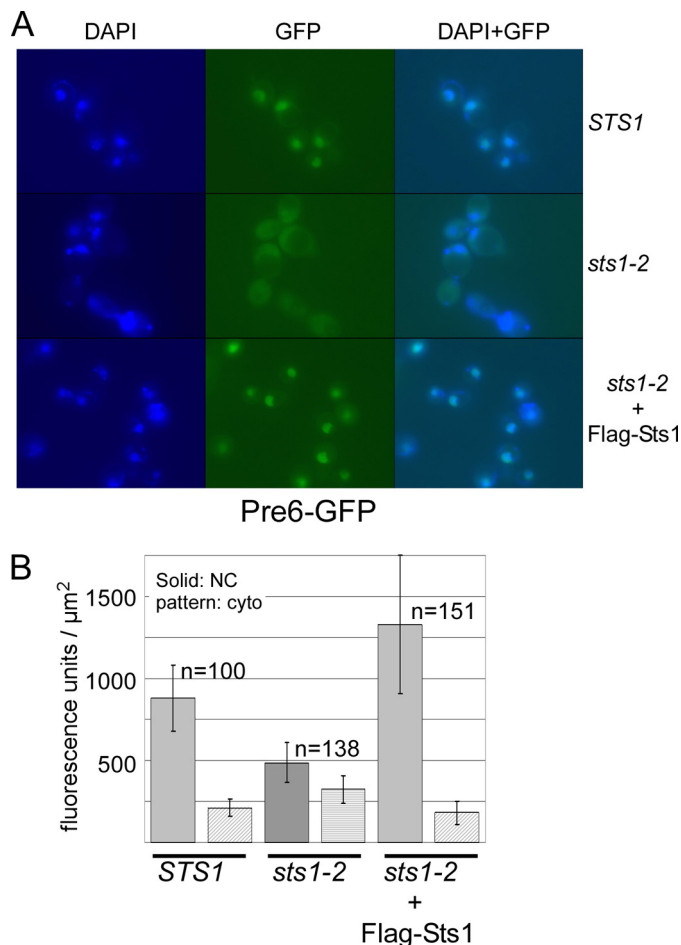 A
DAPI GFP DAPI+GFP
STS1
sts1-2
sts1-2
+
Flag-Sts1
Pre6-GFP
B
fluorescence units / µm²
Solid: NC
pattern: cyto
1500
1000
500
n=100
n=138
n=151
STS1 sts1-2 sts1-2
+
Flag-Sts1